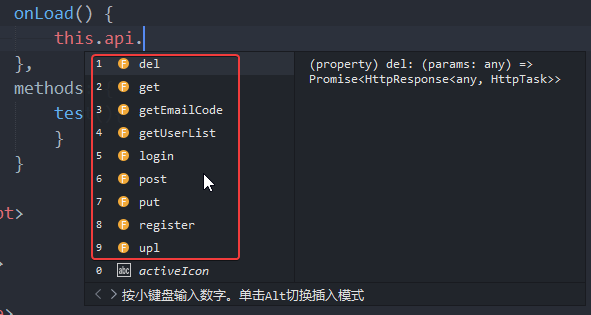 onLoad() {
this.api.
},
methods
tes
}
}
pt>
>
>
1 del
2 get
3 getEmailCode
4 getUserList
5 login
6 post
7 put
8 register
9 upl
0 abc activeIcon
< > 按小键盘输入数字。单击Alt切换插入模式
(property) del: (params: any) =>
Promise<HttpResponse<any, HttpTask>>